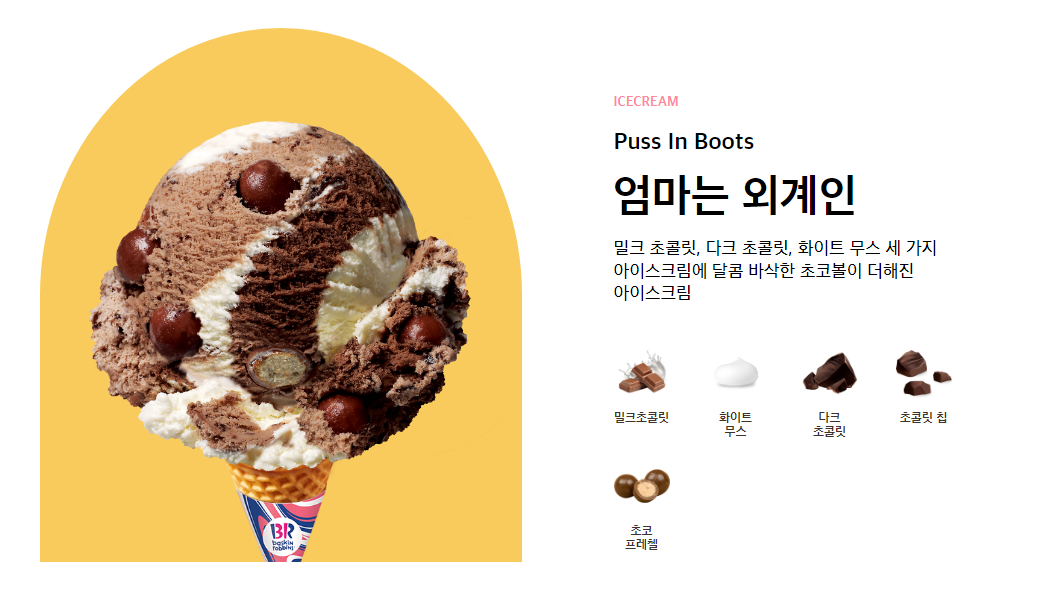 ICECREAM
Puss In Boots
엄마는 외계인
밀크 초콜릿, 다크 초콜릿, 화이트 무스 세 가지
아이스크림에 달콤 바삭한 초코볼이 더해진
아이스크림
밀크초콜릿
화이트
무스
다크
초콜릿
초콜릿 칩
초코
프레첼
BR
baskin
robbins